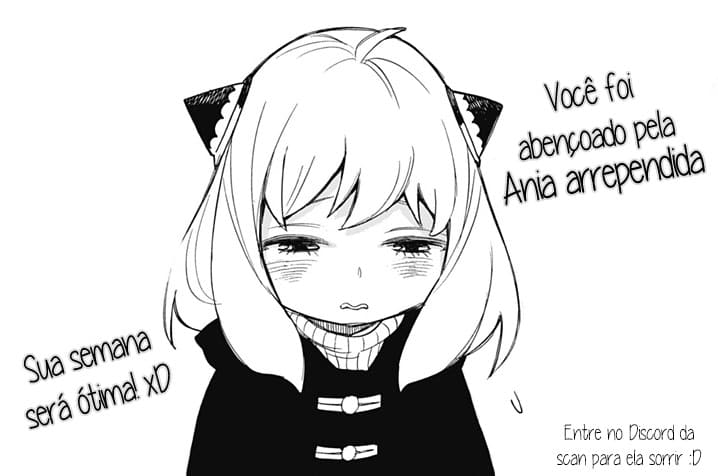 Você foi
abençoado pela
Ania arrependida
Sua semana
será ótima! xD
Entre no Discord da
scan para ela sorrir :D